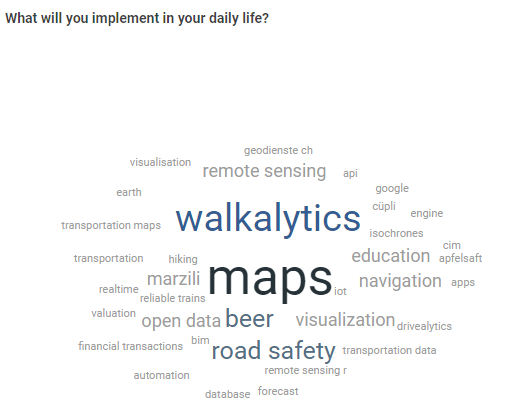 What will you implement in your daily life?
geodienste ch
visualisation
remote sensing
api
earth
google
walkalytics
cüpli
engine
transportation maps
isochrones
cim
education
apfelsaft
transportation
hiking
maps
marzili
navigation
apps
realtime
iot
reliable trains
valuation
open data
beer
visualization
drivealytics
bim
financial transactions
road safety
transportation data
remote sensing r
automation
database
forecast